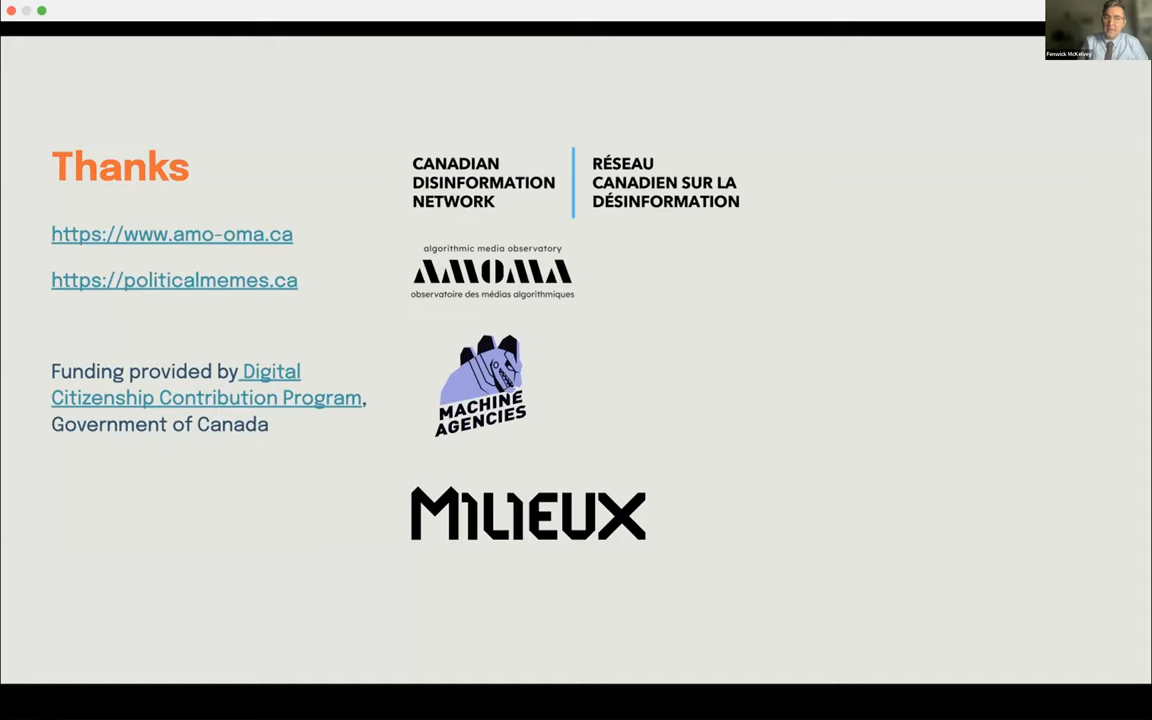 Fenwick McKelvey
Thanks
https://www.amo-oma.ca
https://politicalmemes.ca
Funding provided by Digital
Citizenship Contribution Program,
Government of Canada
CANADIAN
DISINFORMATION
NETWORK
RÉSEAU
CANADIEN SUR LA
DÉSINFORMATION
algorithmic media observatory
AMOMA
observatoire des médias algorithmiques
MACHINE
AGENCIES
MILIEUX